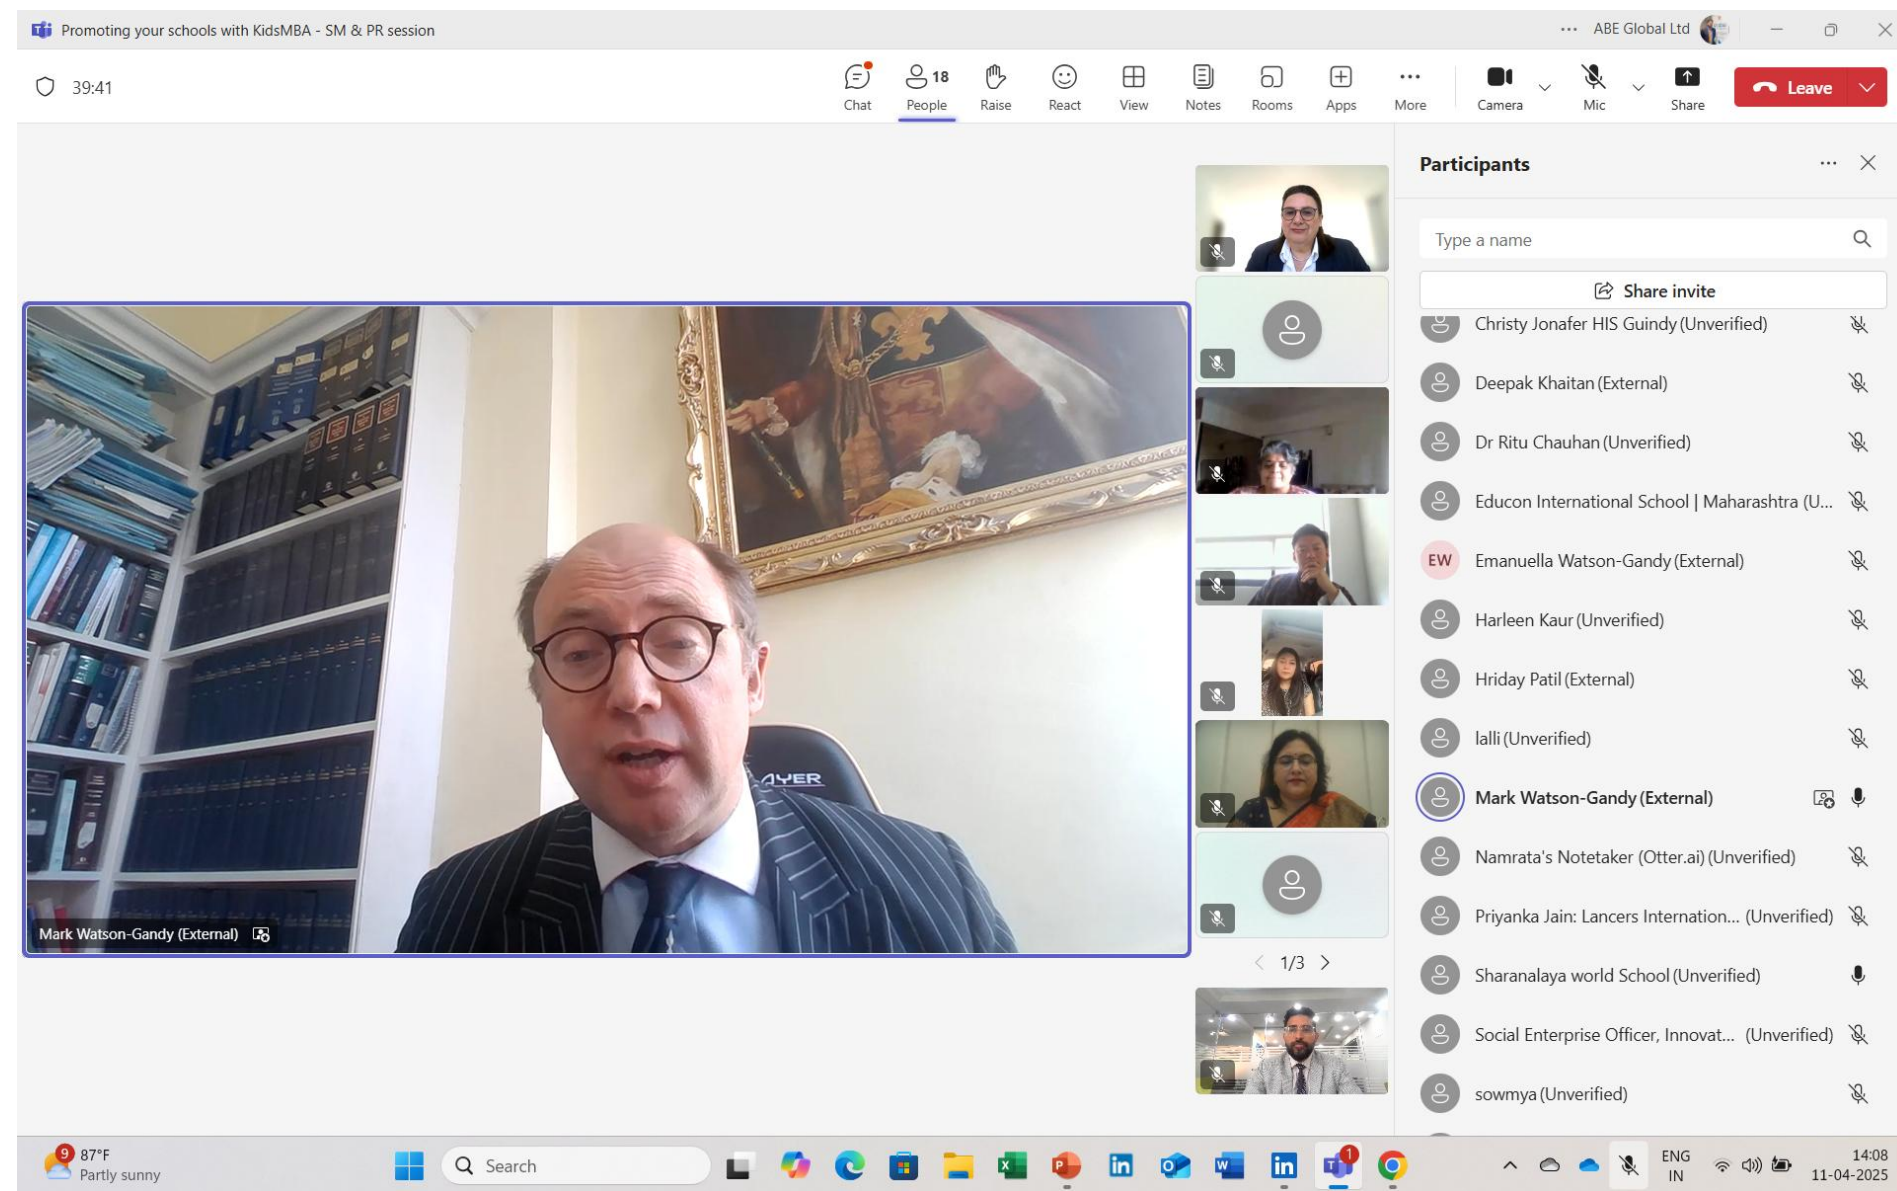 Promoting your schools with KidsMBA - SM & PR session
ABE Global Ltd
39:41
Chat
People
18
Raise
React
View
Notes
Rooms
Apps
More
Camera
Mic
Share
Leave
Participants
Type a name
Share invite
Christy Jonafer HIS Guindy (Unverified)
Deepak Khaitan (External)
Dr Ritu Chauhan (Unverified)
Educon International School | Maharashtra (U...
EW
Emanuella Watson-Gandy (External)
Harleen Kaur (Unverified)
Hriday Patil (External)
lalli (Unverified)
Mark Watson-Gandy (External)
Namrata's Notetaker (Otter.ai) (Unverified)
Priyanka Jain: Lancers Internation... (Unverified)
Sharanalaya world School (Unverified)
Social Enterprise Officer, Innovat... (Unverified)
sowmya (Unverified)
AYER
Mark Watson-Gandy (External)
1/3
9
87°F
Partly sunny
Search
1
ENG
IN
14:08
11-04-2025